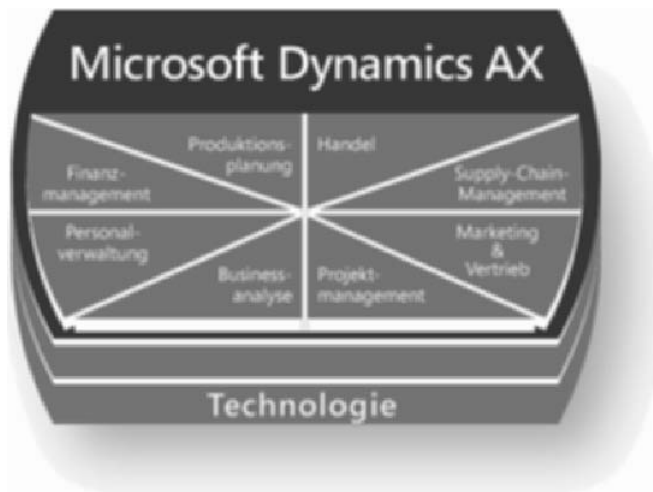 Microsoft Dynamics AX
Produktions-
planung
Handel
Finanz-
management
Supply-Chain-
Management
Personal-
verwaltung
Marketing
&
Vertrieb
Business-
analyse
Projekt-
management
Technologie